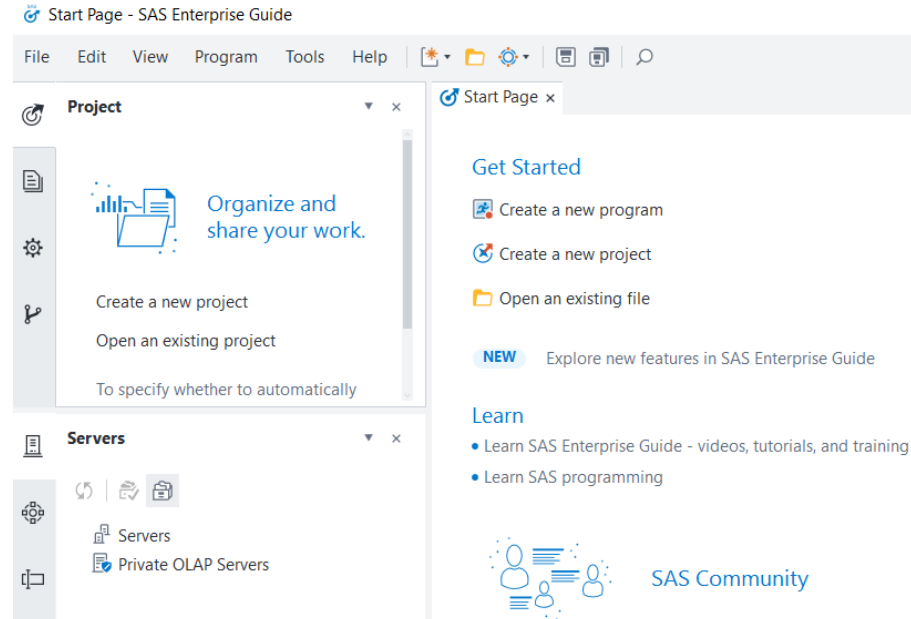 Start Page - SAS Enterprise Guide
File Edit View Program Tools Help
Project
Start Page
Organize and
share your work.
Create a new project
Open an existing project
To specify whether to automatically
Get Started
Create a new program
Create a new project
Open an existing file
NEW Explore new features in SAS Enterprise Guide
Learn
• Learn SAS Enterprise Guide - videos, tutorials, and training
• Learn SAS programming
SAS Community
Servers
Servers
Private OLAP Servers